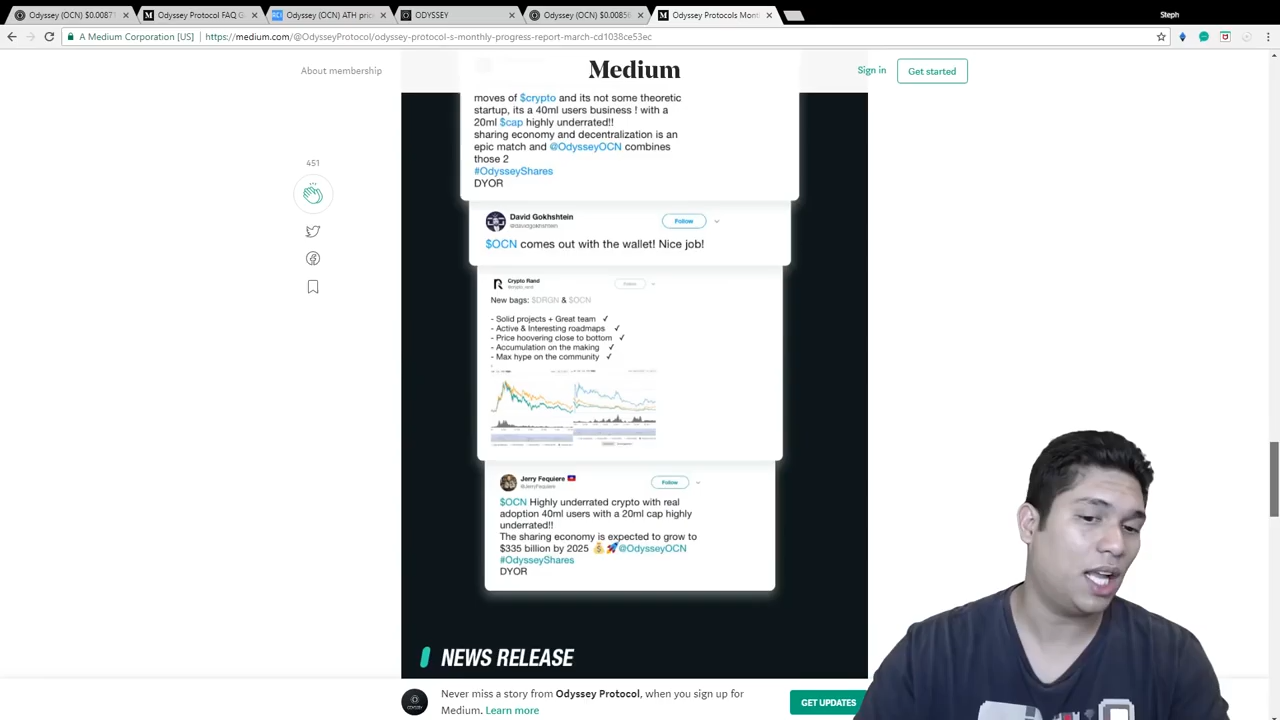 Odyssey (OCN) $0.00877
Odyssey Protocol FAQ G
Odyssey (OCN) ATH price
ODYSSEY
Odyssey (OCN) $0.00856
Odyssey Protocols Mont
Steph
A Medium Corporation [US]
https://medium.com/@OdysseyProtocol/odyssey-protocol-s-monthly-progress-report-march-cd1038ce53ec
About membership
Medium
Sign in
Get started
moves of $crypto and its not some theoretic
startup, its a 40ml users business ! with a
20ml $cap highly underrated!!
sharing economy and decentralization is an
epic match and @OdysseyOCN combines
those 2
#OdysseyShares
DYOR
451
David Gokhshtein
@davidgokhshtein
Follow
$OCN comes out with the wallet! Nice job!
Crypto Rand
@crypto_rand
Follow
New bags: $DRGN & $OCN
- Solid projects + Great team ✓
- Active & Interesting roadmaps ✓
- Price hoovering close to bottom ✓
- Accumulation on the making ✓
- Max hype on the community ✓
Jerry Fequiere
@JerryFequiere
Follow
$OCN Highly underrated crypto with real
adoption 40ml users with a 20ml cap highly
underrated!!
The sharing economy is expected to grow to
$335 billion by 2025 💰🚀@OdysseyOCN
#OdysseyShares
DYOR
NEWS RELEASE
Never miss a story from Odyssey Protocol, when you sign up for
Medium. Learn more
GET UPDATES
ODYSSEY